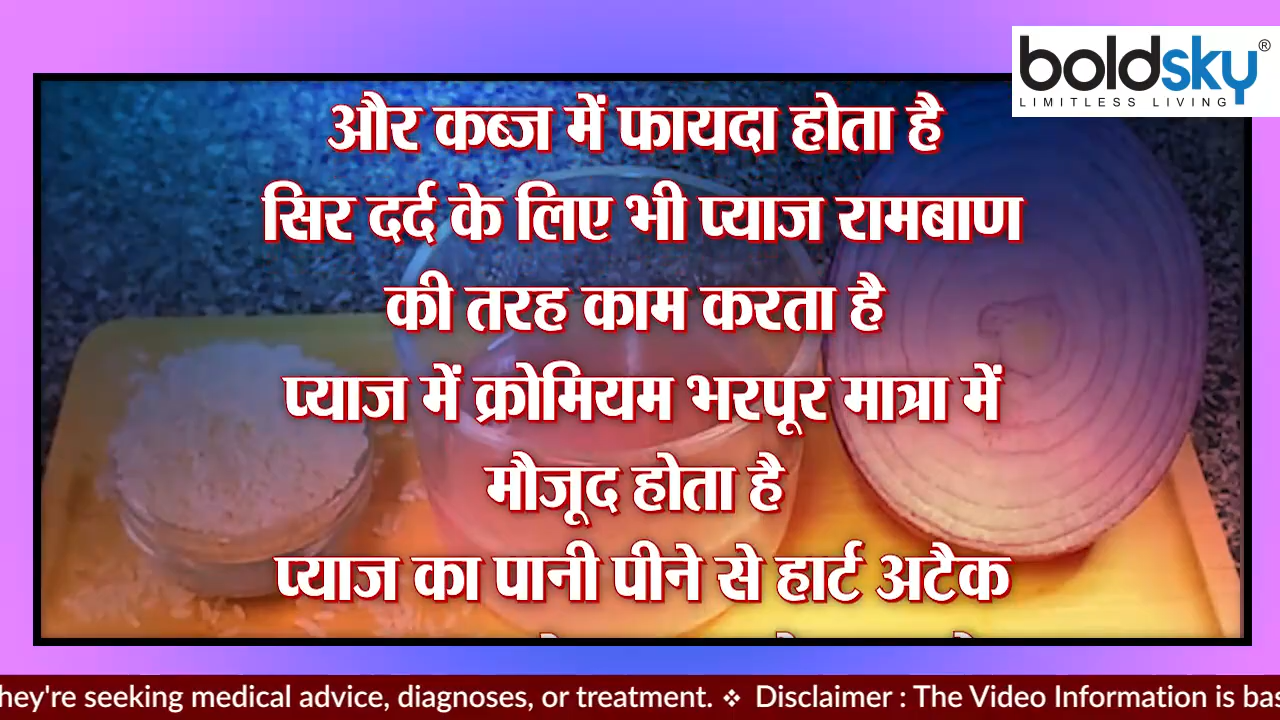 boldsky®
LIMITLESS LIVING
और कब्ज में फायदा होता है
सिर दर्द के लिए भी प्याज रामबाण
की तरह काम करता है
प्याज में क्रोमियम भरपूर मात्रा में
मौजूद होता है
प्याज का पानी पीने से हार्ट अटैक
they're seeking medical advice, diagnoses, or treatment. ❖ Disclaimer : The Video Information is bas